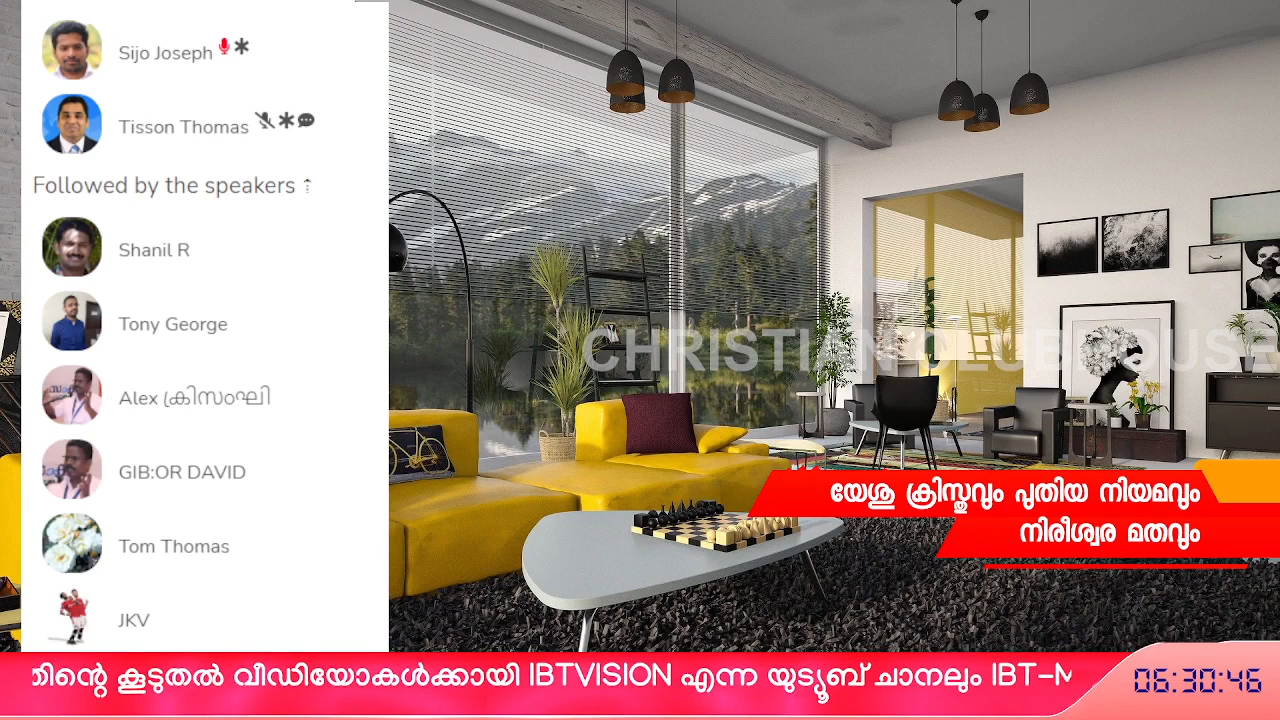 Sijo Joseph
Tisson Thomas
Followed by the speakers
Shanil R
Tony George
Alex ക്രിസംഘി
GIB:OR DAVID
Tom Thomas
JKV
CHRISTIAN CLUBHOUSE
യേശു ക്രിസ്തുവും പുതിയ നിയമവും
നിരീശ്വര മതവും
കൂടുതൽ വീഡിയോകൾക്കായി IBTVISION എന്ന യുട്യൂബ് ചാനലും IBT-M
06:30:46